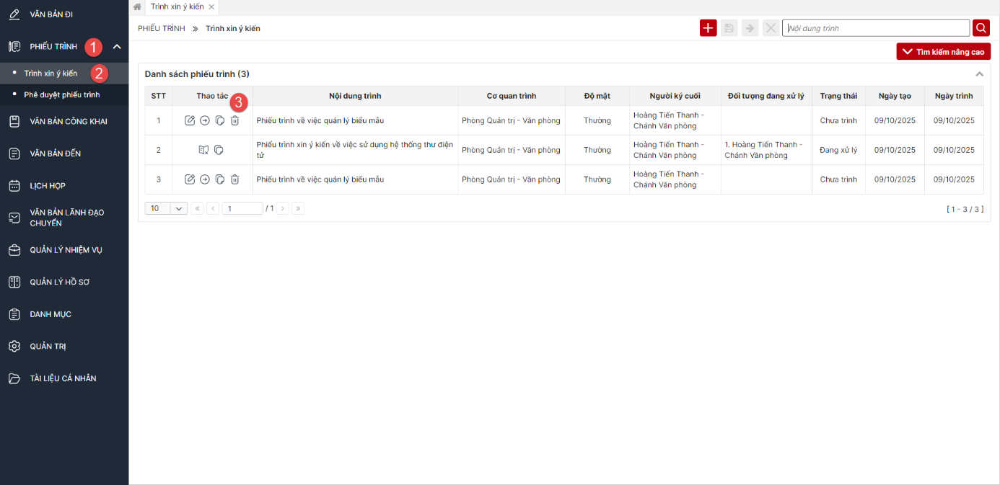 VĂN BẢN ĐI
PHIẾU TRÌNH
1
Trình xin ý kiến
2
Phê duyệt phiếu trình
VĂN BẢN CÔNG KHAI
VĂN BẢN ĐẾN
LỊCH HỌP
VĂN BẢN LÃNH ĐẠO
CHUYỂN
QUẢN LÝ NHIỆM VỤ
QUẢN LÝ HỒ SƠ
DANH MỤC
QUẢN TRỊ
TÀI LIỆU CÁ NHÂN
Trình xin ý kiến
PHIẾU TRÌNH » Trình xin ý kiến
Nội dung trình
Tìm kiếm nâng cao
Danh sách phiếu trình (3)
STT Thao tác 3 Nội dung trình Cơ quan trình Độ mật Người ký cuối Đối tượng đang xử lý Trạng thái Ngày tạo Ngày trình
1 Phiếu trình về việc quản lý biểu mẫu Phòng Quản trị - Văn phòng Thường Hoàng Tiến Thanh - Chưa trình 09/10/2025 09/10/2025
Chánh Văn phòng
2 Phiếu trình xin ý kiến về việc sử dụng hệ thống thư điện Phòng Quản trị - Văn phòng Thường Hoàng Tiến Thanh - 1. Hoàng Tiến Thanh - Đang xử lý 09/10/2025 09/10/2025
tử Chánh Văn phòng Chánh Văn phòng
3 Phiếu trình về việc quản lý biểu mẫu Phòng Quản trị - Văn phòng Thường Hoàng Tiến Thanh - Chưa trình 09/10/2025 09/10/2025
Chánh Văn phòng
10 « ‹ 1 / 1 › » [ 1 - 3 / 3 ]